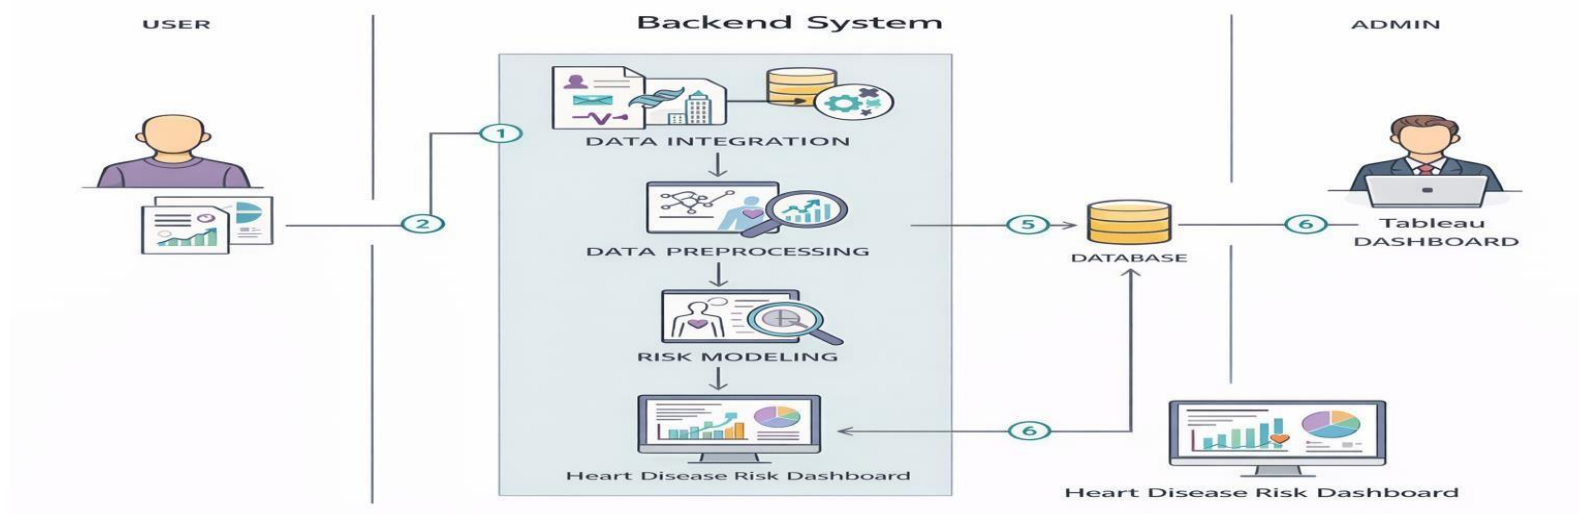 USER
Backend System
ADMIN
1
DATA INTEGRATION
2
DATA PREPROCESSING
5
DATABASE
6
Tableau
DASHBOARD
RISK MODELING
6
Heart Disease Risk Dashboard
Heart Disease Risk Dashboard